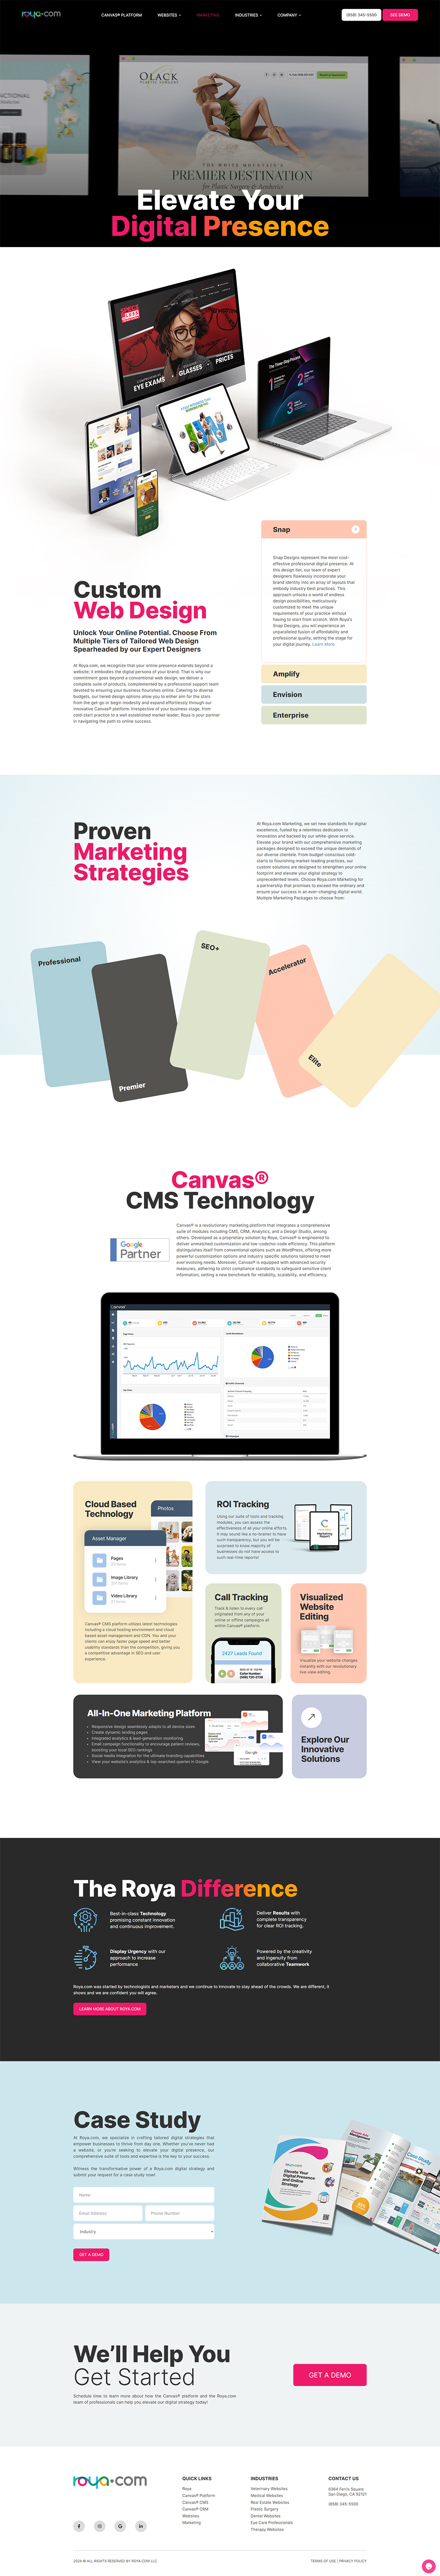 roya.com
CANVAS® PLATFORM
WEBSITES
MARKETING
INDUSTRIES
COMPANY
(858) 345-5500
SEE DEMO
OLACK
PLASTIC SURGERY
THE WHITE MOUNTAIN'S
PREMIER DESTINATION
for Plastic Surgery & Aesthetics
Elevate Your
Digital Presence
EYE EXAMS • GLASSES • PRICES
The Three-Step Process
Custom
Web Design
Unlock Your Online Potential. Choose From
Multiple Tiers of Tailored Web Design
Spearheaded by our Expert Designers
At Roya.com, we recognize that your online presence extends beyond a
website; it embodies the digital persona of your brand. That is why our
commitment goes beyond conventional web design; we deliver a
complete suite of products, complemented by a professional support team
devoted to ensuring your business flourishes online. Catering to diverse
budgets, our tiered design options allow you to either aim for the stars
from the get-go or begin modestly and expand effortlessly through our
innovative Canvas® platform. Irrespective of your business stage, from
cold-start practice to a well established market leader, Roya is your partner
in navigating the path to online success.
Snap
Snap Designs represent the most cost-
effective professional digital presence. At
this design tier, our team of expert
designers flawlessly incorporate your
brand identity into an array of layouts that
embody industry best practices. This
approach unlocks a world of endless
design possibilities, meticulously
customized to meet the unique
requirements of your practice without
having to start from scratch. With Roya's
Snap Designs, you will experience an
unparalleled fusion of affordability and
professional quality, setting the stage for
your digital journey. Learn More
Amplify
Envision
Enterprise
Proven
Marketing
Strategies
At Roya.com Marketing, we set new standards for digital
excellence, fueled by a relentless dedication to
innovation and backed by our white-glove service.
Elevate your brand with our comprehensive marketing
packages designed to exceed the unique demands of
our diverse clientele. From budget-conscious cold-
starts to flourishing market-leading practices, our
custom solutions are designed to strengthen your online
footprint and elevate your digital strategy to
unprecedented levels. Choose Roya.com Marketing for
a partnership that promises to exceed the ordinary and
ensure your success in an ever-changing digital world.
Multiple Marketing Packages to choose from:
Professional
Premier
SEO+
Accelerator
Elite
Canvas®
CMS Technology
Google
Partner
Canvas® is a revolutionary marketing platform that integrates a comprehensive
suite of modules including CMS, CRM, Analytics, and a Design Studio, among
others. Developed as a proprietary solution by Roya, Canvas® is engineered to
deliver unmatched customization and low-code/no-code efficiency. This platform
distinguishes itself from conventional options such as WordPress, offering more
powerful customization options and industry specific solutions tailored to meet
ever evolving needs. Moreover, Canvas® is equipped with advanced security
measures, adhering to strict compliance standards to safeguard sensitive client
information, setting a new benchmark for reliability, scalability, and efficiency.
Canvas
Cloud Based
Technology
Photos
Asset Manager
Pages
Image Library
Video Library
Canvas® CMS platform utilizes latest technologies
including a cloud hosting environment and cloud
based asset management and CDN. You and your
clients can enjoy faster page speed and better
usability standards than the competition, giving you
a competitive advantage in SEO and user
experience.
ROI Tracking
Using our suite of tools and tracking
modules, you can assess the
effectiveness of all your online efforts.
It may sound like a no-brainer to have
this transparency, but you will be
surprised to know majority of
businesses do not have access to
such real-time reports!
Marketing
Report
Call Tracking
Track & listen to every call
originated from any of your
online or offline campaigns all
within Canvas® platform.
2427 Leads Found
Caller Number:
Visualized
Website
Editing
Visualize your website changes
instantly with our revolutionary
live-view editing.
All-In-One Marketing Platform
• Responsive design seamlessly adapts to all device sizes
• Create dynamic landing pages
• Integrated analytics & lead-generation monitoring
• Email campaign functionality to encourage patient reviews,
boosting your local SEO rankings
• Social media integration for the ultimate branding capabilities
• View your website's analytics & top-searched queries in Google
Google
Explore Our
Innovative
Solutions
The Roya Difference
Best-in-class Technology
promising constant innovation
and continuous improvement.
Deliver Results with
complete transparency
for clear ROI tracking.
Display Urgency with our
approach to increase
performance
Powered by the creativity
and ingenuity from
collaborative Teamwork
Roya.com was started by technologists and marketers and we continue to innovate to stay ahead of the crowds. We are different, it
shows and we are confident you will agree.
LEARN MORE ABOUT ROYA.COM
Case Study
At Roya.com, we specialize in crafting tailored digital strategies that
empower businesses to thrive from day one. Whether you've never had
a website, or you're seeking to elevate your digital presence, our
comprehensive suite of tools and expertise is the key to your success.
Witness the transformative power of a Roya.com digital strategy and
submit your request for a case study now!
Name
Email Address
Phone Number
Industry
GET A DEMO
Elevate Your
Digital Presence
and Online
Strategy
We'll Help You
Get Started
Schedule time to learn more about how the Canvas® platform and the Roya.com
team of professionals can help you elevate our digital strategy today!
GET A DEMO
roya.com
QUICK LINKS
Roya
Canvas® Platform
Canvas® CMS
Canvas® CRM
Websites
Marketing
INDUSTRIES
Veterinary Websites
Medical Websites
Real Estate Websites
Plastic Surgery
Dental Websites
Eye Care Professionals
Therapy Websites
CONTACT US
6364 Ferris Square
San Diego, CA 92121
(858) 345-5500
2024 © ALL RIGHTS RESERVED BY ROYA.COM LLC.
TERMS OF USE | PRIVACY POLICY